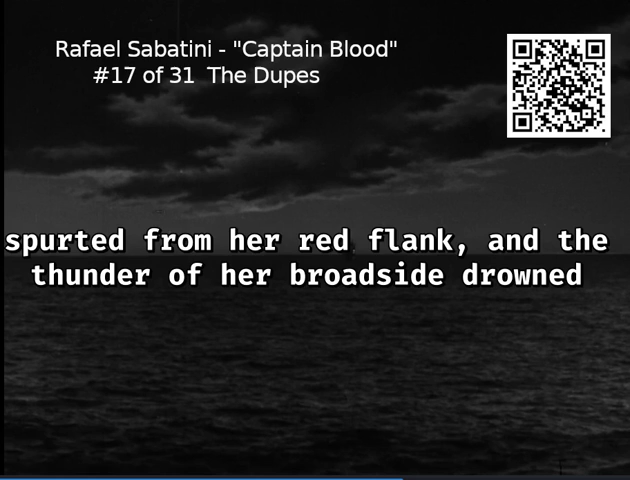 Rafael Sabatini - "Captain Blood"
#17 of 31  The Dupes
spurted from her red flank, and the
thunder of her broadside drowned